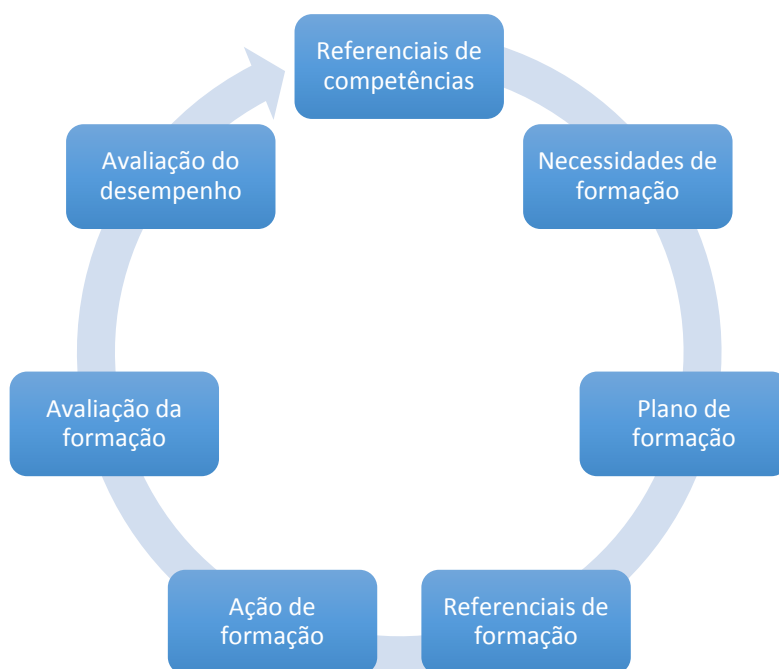 Referenciais de
competências
Necessidades de
formação
Plano de
formação
Referenciais de
formação
Ação de
formação
Avaliação da
formação
Avaliação do
desempenho